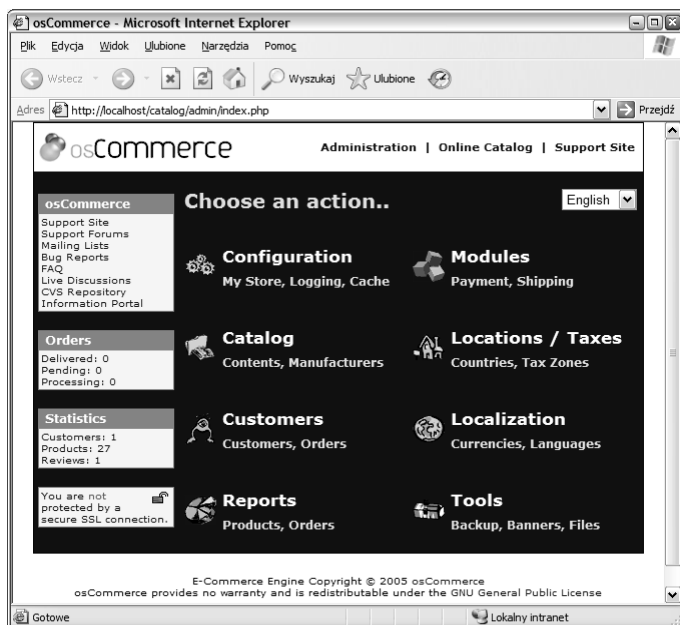 osCommerce - Microsoft Internet Explorer
Plik Edycja Widok Ulubione Narzędzia Pomoc
Wstecz Wyszukaj Ulubione
Adres http://localhost/catalog/admin/index.php Przejdź
osCommerce
Administration | Online Catalog | Support Site
osCommerce
Support Site
Support Forums
Mailing Lists
Bug Reports
FAQ
Live Discussions
CVS Repository
Information Portal
Orders
Delivered: 0
Pending: 0
Processing: 0
Statistics
Customers: 1
Products: 27
Reviews: 1
You are not
protected by a
secure SSL connection.
Choose an action..
English
Configuration
My Store, Logging, Cache
Modules
Payment, Shipping
Catalog
Contents, Manufacturers
Locations / Taxes
Countries, Tax Zones
Customers
Customers, Orders
Localization
Currencies, Languages
Reports
Products, Orders
Tools
Backup, Banners, Files
E-Commerce Engine Copyright © 2005 osCommerce
osCommerce provides no warranty and is redistributable under the GNU General Public License
Gotowe
Lokalny intranet